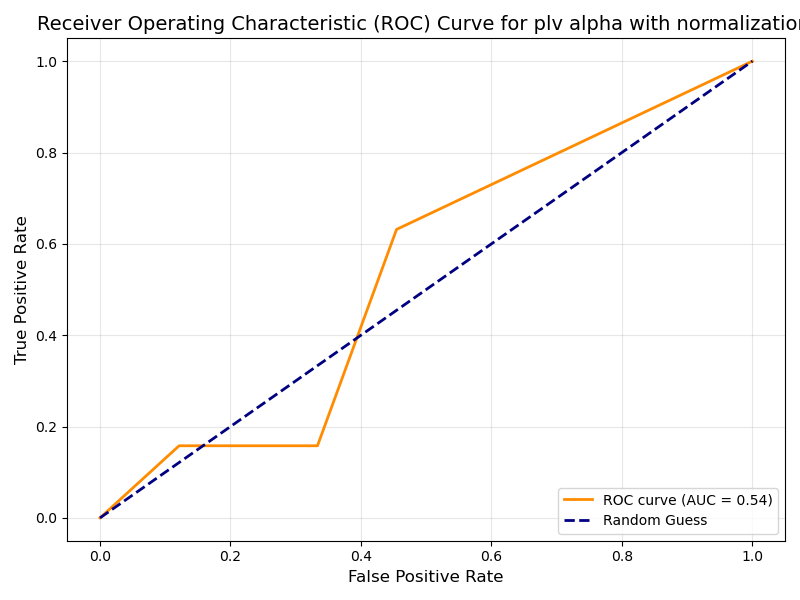 Receiver Operating Characteristic (ROC) Curve for plv alpha with normalization
1.0
0.8
0.6
0.4
0.2
0.0
True Positive Rate
ROC curve (AUC = 0.54)
Random Guess
0.0 0.2 0.4 0.6 0.8 1.0
False Positive Rate